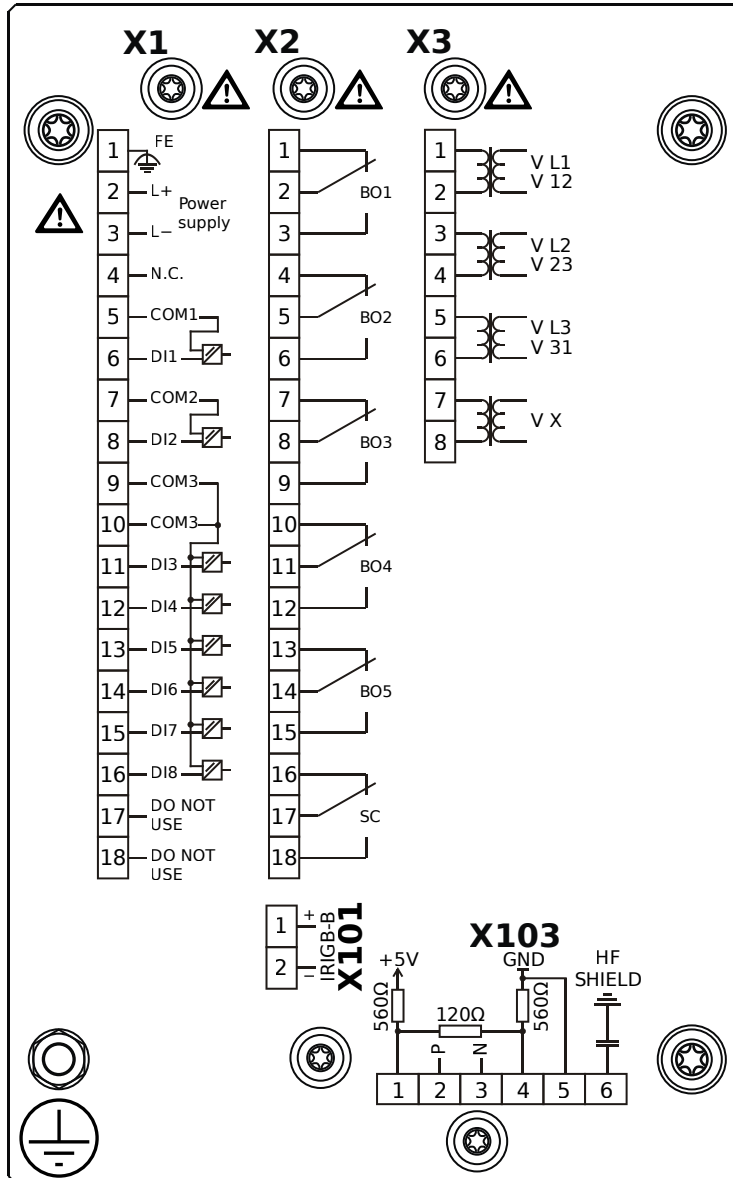 X1 X2 X3
1 FE
2 L+
3 L−
Power
supply
4 N.C.
5 COM1
6 DI1
7 COM2
8 DI2
9 COM3
10 COM3
11 DI3
12 DI4
13 DI5
14 DI6
15 DI7
16 DI8
17 DO NOT
USE
18 DO NOT
USE
1
2 BO1
3
4
5 BO2
6
7
8 BO3
9
10
11 BO4
12
13
14 BO5
15
16
17 SC
18
1 V L1
2 V 12
3 V L2
4 V 23
5 V L3
6 V 31
7 V X
8
1 +
2 −
IRIGB-B
X101
X103
+5V GND HF
SHIELD
560Ω 120Ω 560Ω
P N
1 2 3 4 5 6